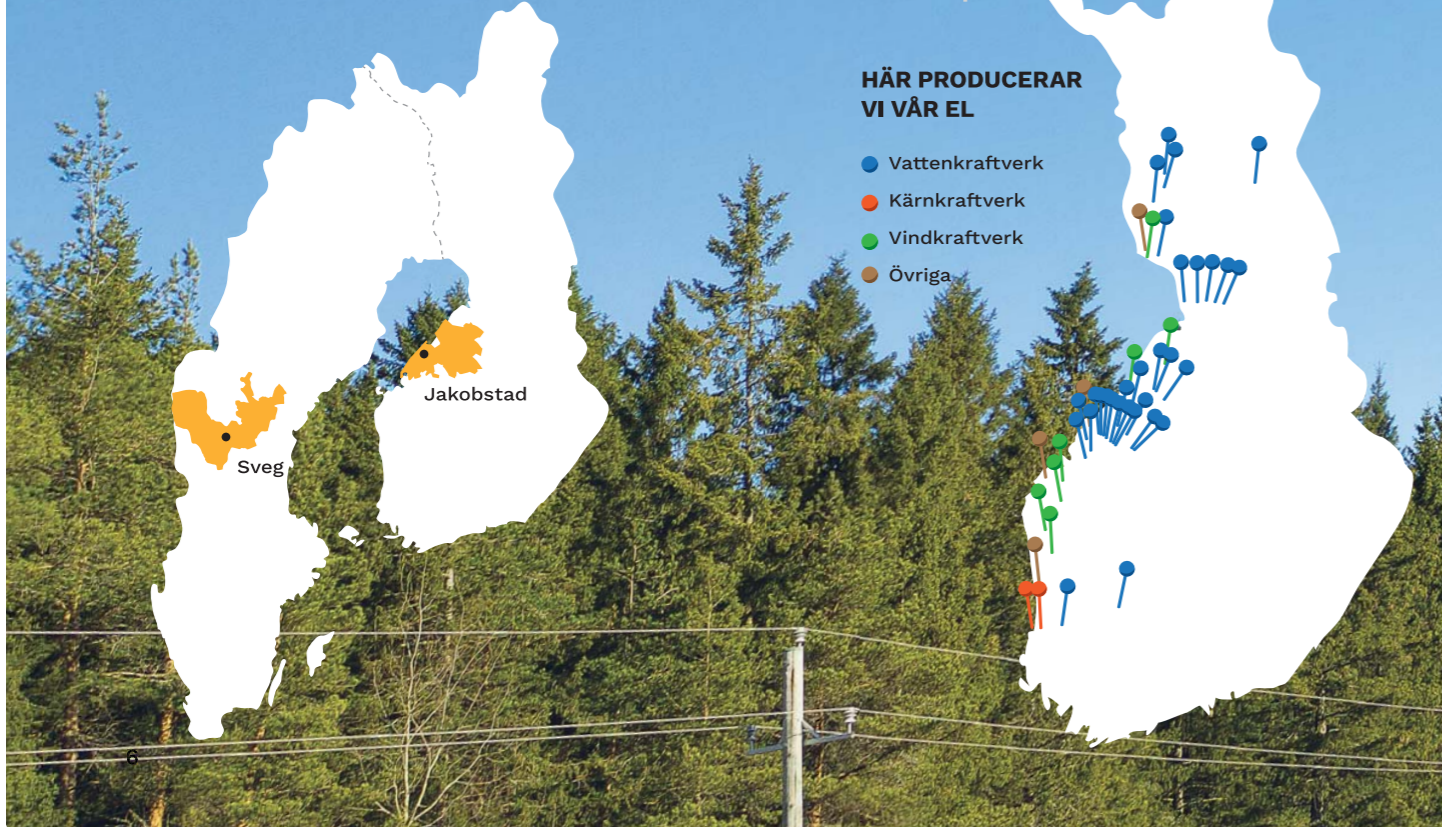 HÄR PRODUCERAR
VI VÅR EL
Vattenkraftverk
Kärnkraftverk
Vindkraftverk
Övriga
Jakobstad
Sveg
6